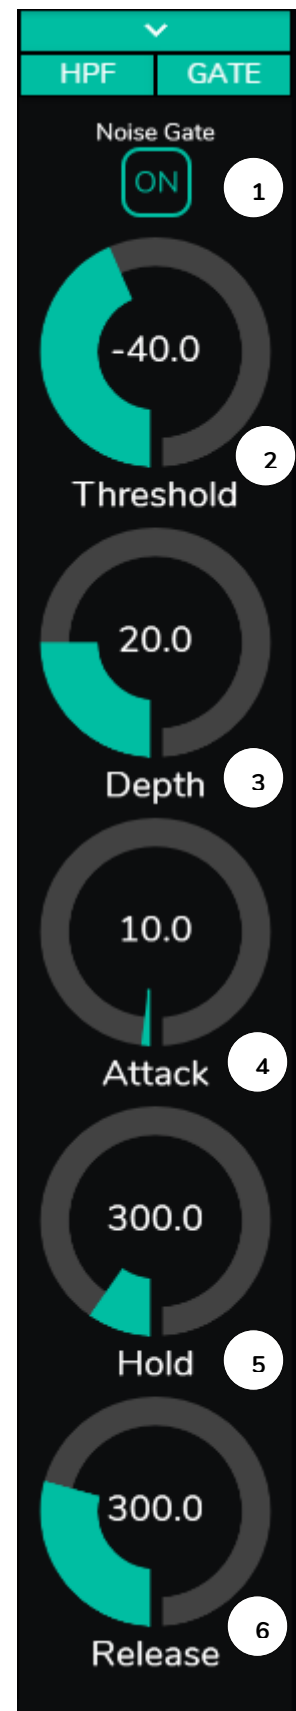 HPF GATE
Noise Gate
ON
1
-40.0
2
Threshold
20.0
Depth
3
10.0
Attack
4
300.0
Hold
5
300.0
Release
6